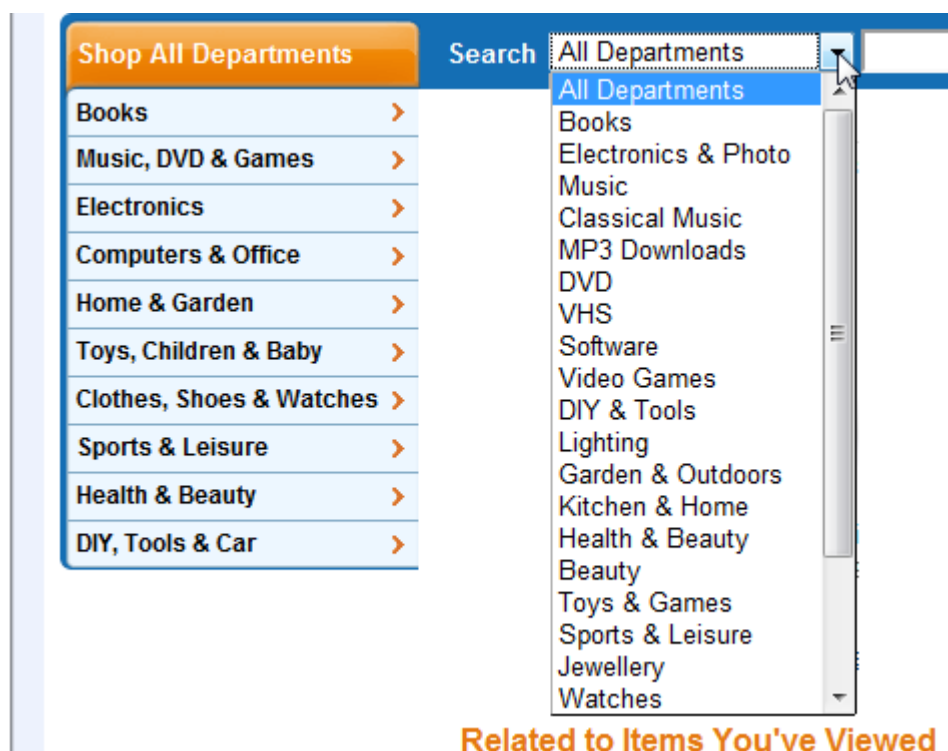 Shop All Departments
Books
Music, DVD & Games
Electronics
Computers & Office
Home & Garden
Toys, Children & Baby
Clothes, Shoes & Watches
Sports & Leisure
Health & Beauty
DIY, Tools & Car
Search All Departments
All Departments
Books
Electronics & Photo
Music
Classical Music
MP3 Downloads
DVD
VHS
Software
Video Games
DIY & Tools
Lighting
Garden & Outdoors
Kitchen & Home
Health & Beauty
Beauty
Toys & Games
Sports & Leisure
Jewellery
Watches
Related to Items You've Viewed